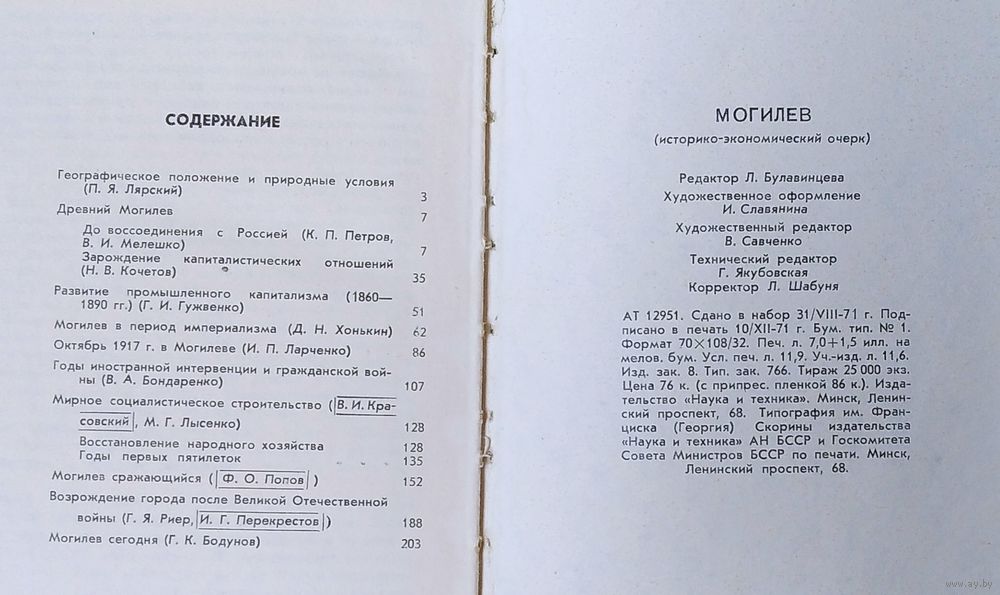 СОДЕРЖАНИЕ
Географическое положение и природные условия
(П. Я. Лярский) 3
Древний Могилев 7
До воссоединения с Россией (К. П. Петров,
В. И. Мелешко) 7
Зарождение капиталистических отношений
(Н. В. Кочетов) 35
Развитие промышленного капитализма (1860—
1890 гг.) (Г. И. Гужвенко) 51
Могилев в период империализма (Д. Н. Хонькин) 62
Октябрь 1917 г. в Могилеве (И. П. Ларченко) 86
Годы иностранной интервенции и гражданской вой-
ны (В. А. Бондаренко) 107
Мирное социалистическое строительство (В. И. Кра-
совский, М. Г. Лысенко) 128
Восстановление народного хозяйства 128
Годы первых пятилеток 135
Могилев сражающийся (Ф. О. Попов) 152
Возрождение города после Великой Отечественной
войны (Г. Я. Риер, И. Г. Перекрестов) 188
Могилев сегодня (Г. К. Бодунов) 203
МОГИЛЕВ
(историко-экономический очерк)
Редактор Л. Булавинцева
Художественное оформление
И. Славянина
Художественный редактор
В. Савченко
Технический редактор
Г. Якубовская
Корректор Л. Шабуня
АТ 12951. Сдано в набор 31/VIII-71 г. Под-
писано в печать 10/XII-71 г. Бум. тип. № 1.
Формат 70×108/32. Печ. л. 7,0+1,5 илл. на
мелов. бум. Усл. печ. л. 11,9. Уч.-изд. л. 11,6.
Изд. зак. 8. Тип. зак. 766. Тираж 25 000 экз.
Цена 76 к. (с припрес. пленкой 86 к.). Изда-
тельство «Наука и техника». Минск, Ленин-
ский проспект, 68. Типография им. Фран-
циска (Георгия) Скорины издательства
«Наука и техника» АН БССР и Госкомитета
Совета Министров БССР по печати. Минск,
Ленинский проспект, 68.
www.ay.by